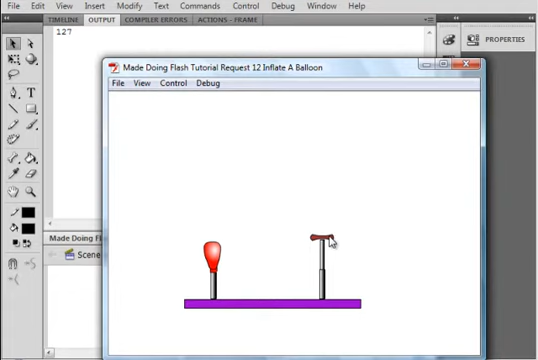 File Edit View Insert Modify Text Commands Control Debug Window Help
TIMELINE OUTPUT COMPILER ERRORS ACTIONS - FRAME
127
PROPERTIES
Made Doing Flash Tutorial Request 12 Inflate A Balloon
File View Control Debug
Made Doing Fl
Scene